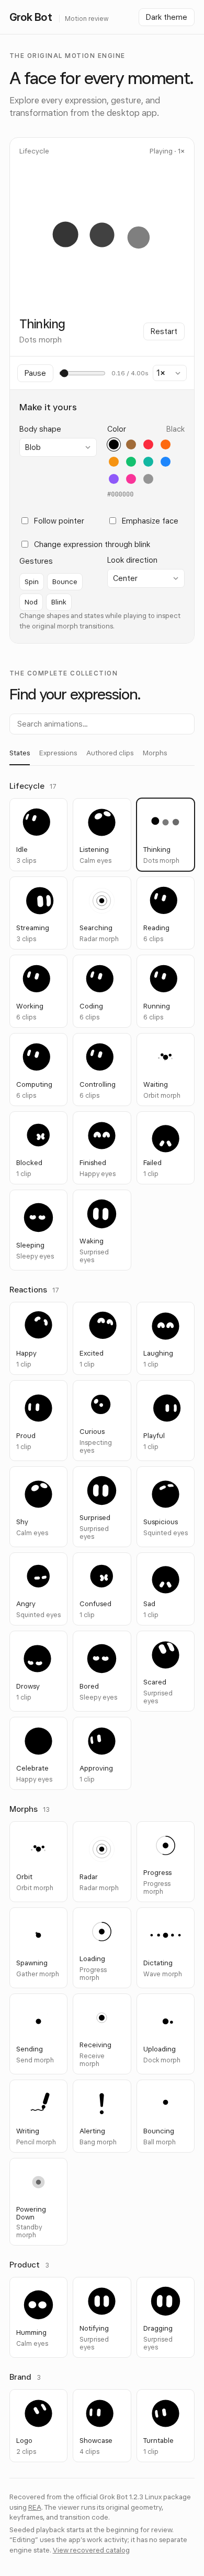 Grok Bot
Motion review
Dark theme
THE ORIGINAL MOTION ENGINE
A face for every moment.
Explore every expression, gesture, and
transformation from the desktop app.
Lifecycle
Playing · 1×
Thinking
Dots morph
Restart
Pause
0.16 / 4.00s
1×
Make it yours
Body shape
Color
Black
Blob
#000000
Follow pointer
Emphasize face
Change expression through blink
Gestures
Look direction
Spin
Bounce
Center
Nod
Blink
Change shapes and states while playing to inspect
the original morph transitions.
THE COMPLETE COLLECTION
Find your expression.
Search animations...
States
Expressions
Authored clips
Morphs
Lifecycle 17
Idle
3 clips
Listening
Calm eyes
Thinking
Dots morph
Streaming
3 clips
Searching
Radar morph
Reading
6 clips
Working
6 clips
Coding
6 clips
Running
6 clips
Computing
6 clips
Controlling
6 clips
Waiting
Orbit morph
Blocked
1 clip
Finished
Happy eyes
Failed
1 clip
Sleeping
Sleepy eyes
Waking
Surprised
eyes
Reactions 17
Happy
1 clip
Excited
1 clip
Laughing
1 clip
Proud
1 clip
Curious
Inspecting
eyes
Playful
1 clip
Shy
Calm eyes
Surprised
Surprised
eyes
Suspicious
Squinted eyes
Angry
Squinted eyes
Confused
1 clip
Sad
1 clip
Drowsy
1 clip
Bored
Sleepy eyes
Scared
Surprised
eyes
Celebrate
Happy eyes
Approving
1 clip
Morphs 13
Orbit
Orbit morph
Radar
Radar morph
Progress
Progress
morph
Spawning
Gather morph
Loading
Progress
morph
Dictating
Wave morph
Sending
Send morph
Receiving
Receive
morph
Uploading
Dock morph
Writing
Pencil morph
Alerting
Bang morph
Bouncing
Ball morph
Powering
Down
Standby
morph
Product 3
Humming
Calm eyes
Notifying
Surprised
eyes
Dragging
Surprised
eyes
Brand 3
Logo
2 clips
Showcase
4 clips
Turntable
1 clip
Recovered from the official Grok Bot 1.2.3 Linux package
using REA. The viewer runs its original geometry,
keyframes, and transition code.
Seeded playback starts at the beginning for review.
“Editing” uses the app's work activity; it has no separate
engine state. View recovered catalog